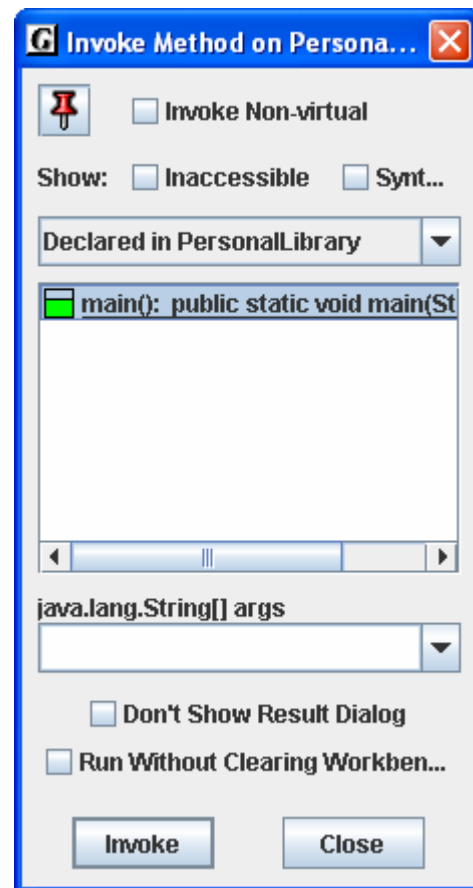 G Invoke Method on Persona...
Invoke Non-virtual
Show: Inaccessible Synt...
Declared in PersonalLibrary
main(): public static void main(St
java.lang.String[] args
Don't Show Result Dialog
Run Without Clearing Workben...
Invoke Close